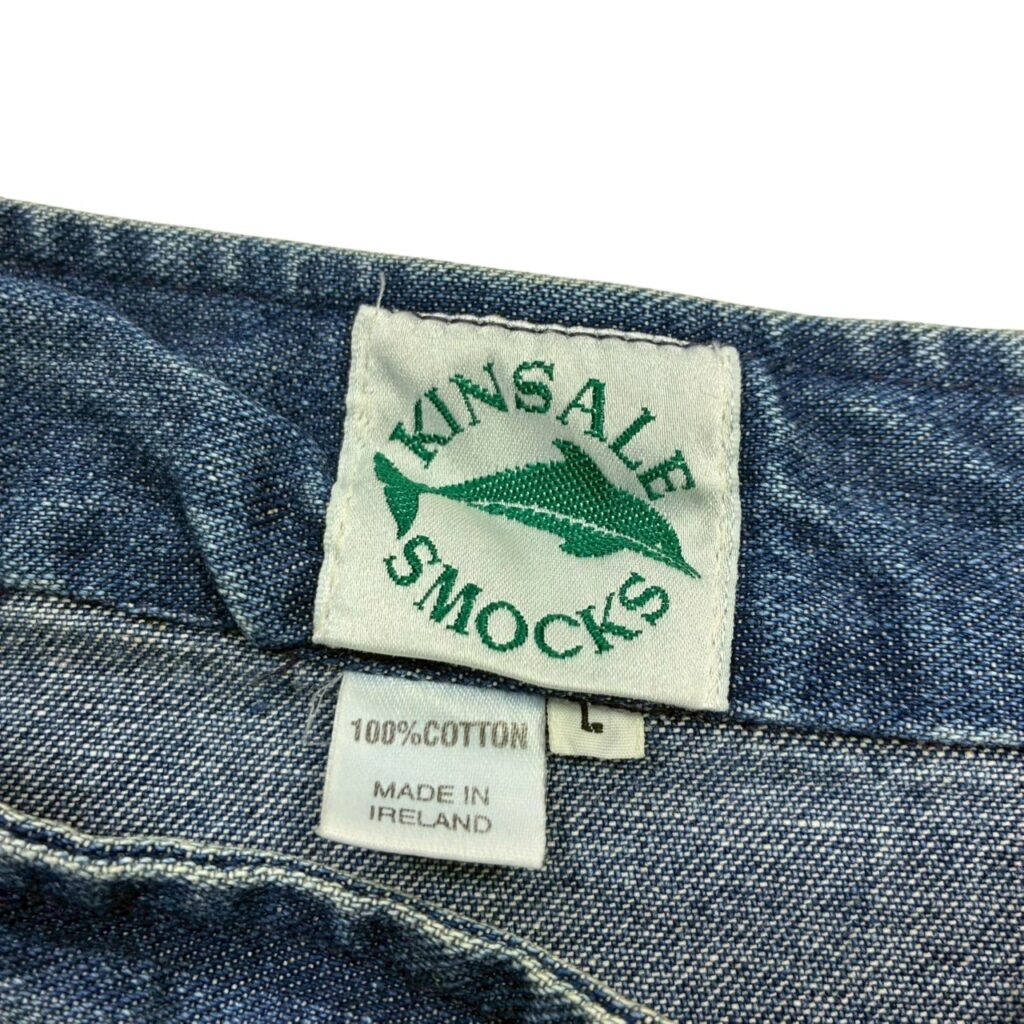 KINSALE
SMOCKS
100%COTTON
L
MADE IN
IRELAND